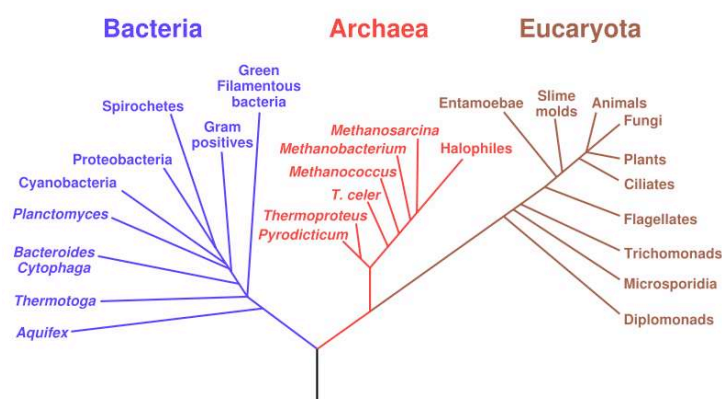 Bacteria
Archaea
Eucaryota
Green
Filamentous
bacteria
Spirochetes
Gram
positives
Proteobacteria
Cyanobacteria
Planctomyces
Bacteroides
Cytophaga
Thermotoga
Aquifex
Methanosarcina
Methanobacterium
Halophiles
Methanococcus
T. celer
Thermoproteus
Pyrodicticum
Entamoebae
Slime
molds
Animals
Fungi
Plants
Ciliates
Flagellates
Trichomonads
Microsporidia
Diplomonads